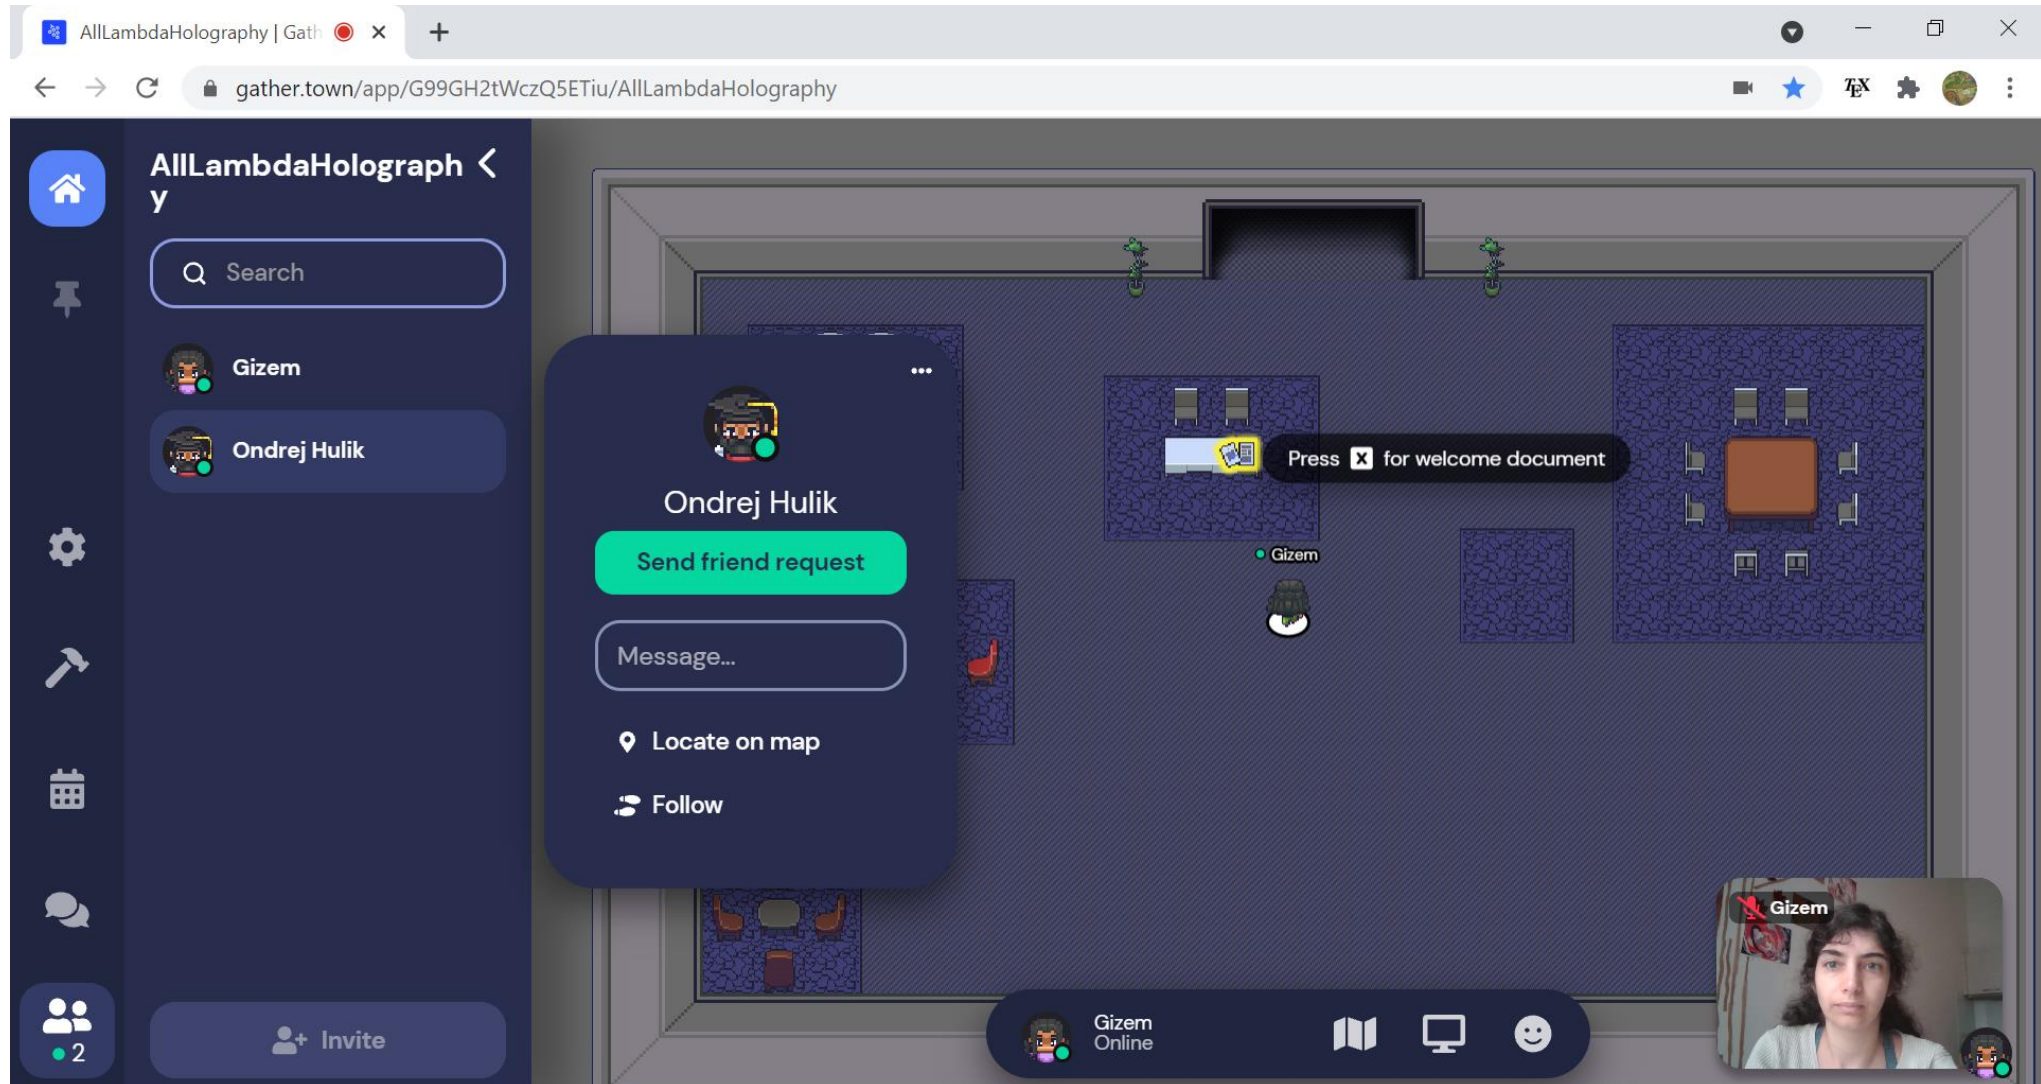 AllLambdaHolography | Gath
gather.town/app/G99GH2tWczQ5ETiu/AllLambdaHolography
TEX
AllLambdaHolograph
y
Search
Gizem
Ondrej Hulik
Invite
2
Ondrej Hulik
Send friend request
Message...
Locate on map
Follow
Press X for welcome document
Gizem
Gizem
Gizem
Online